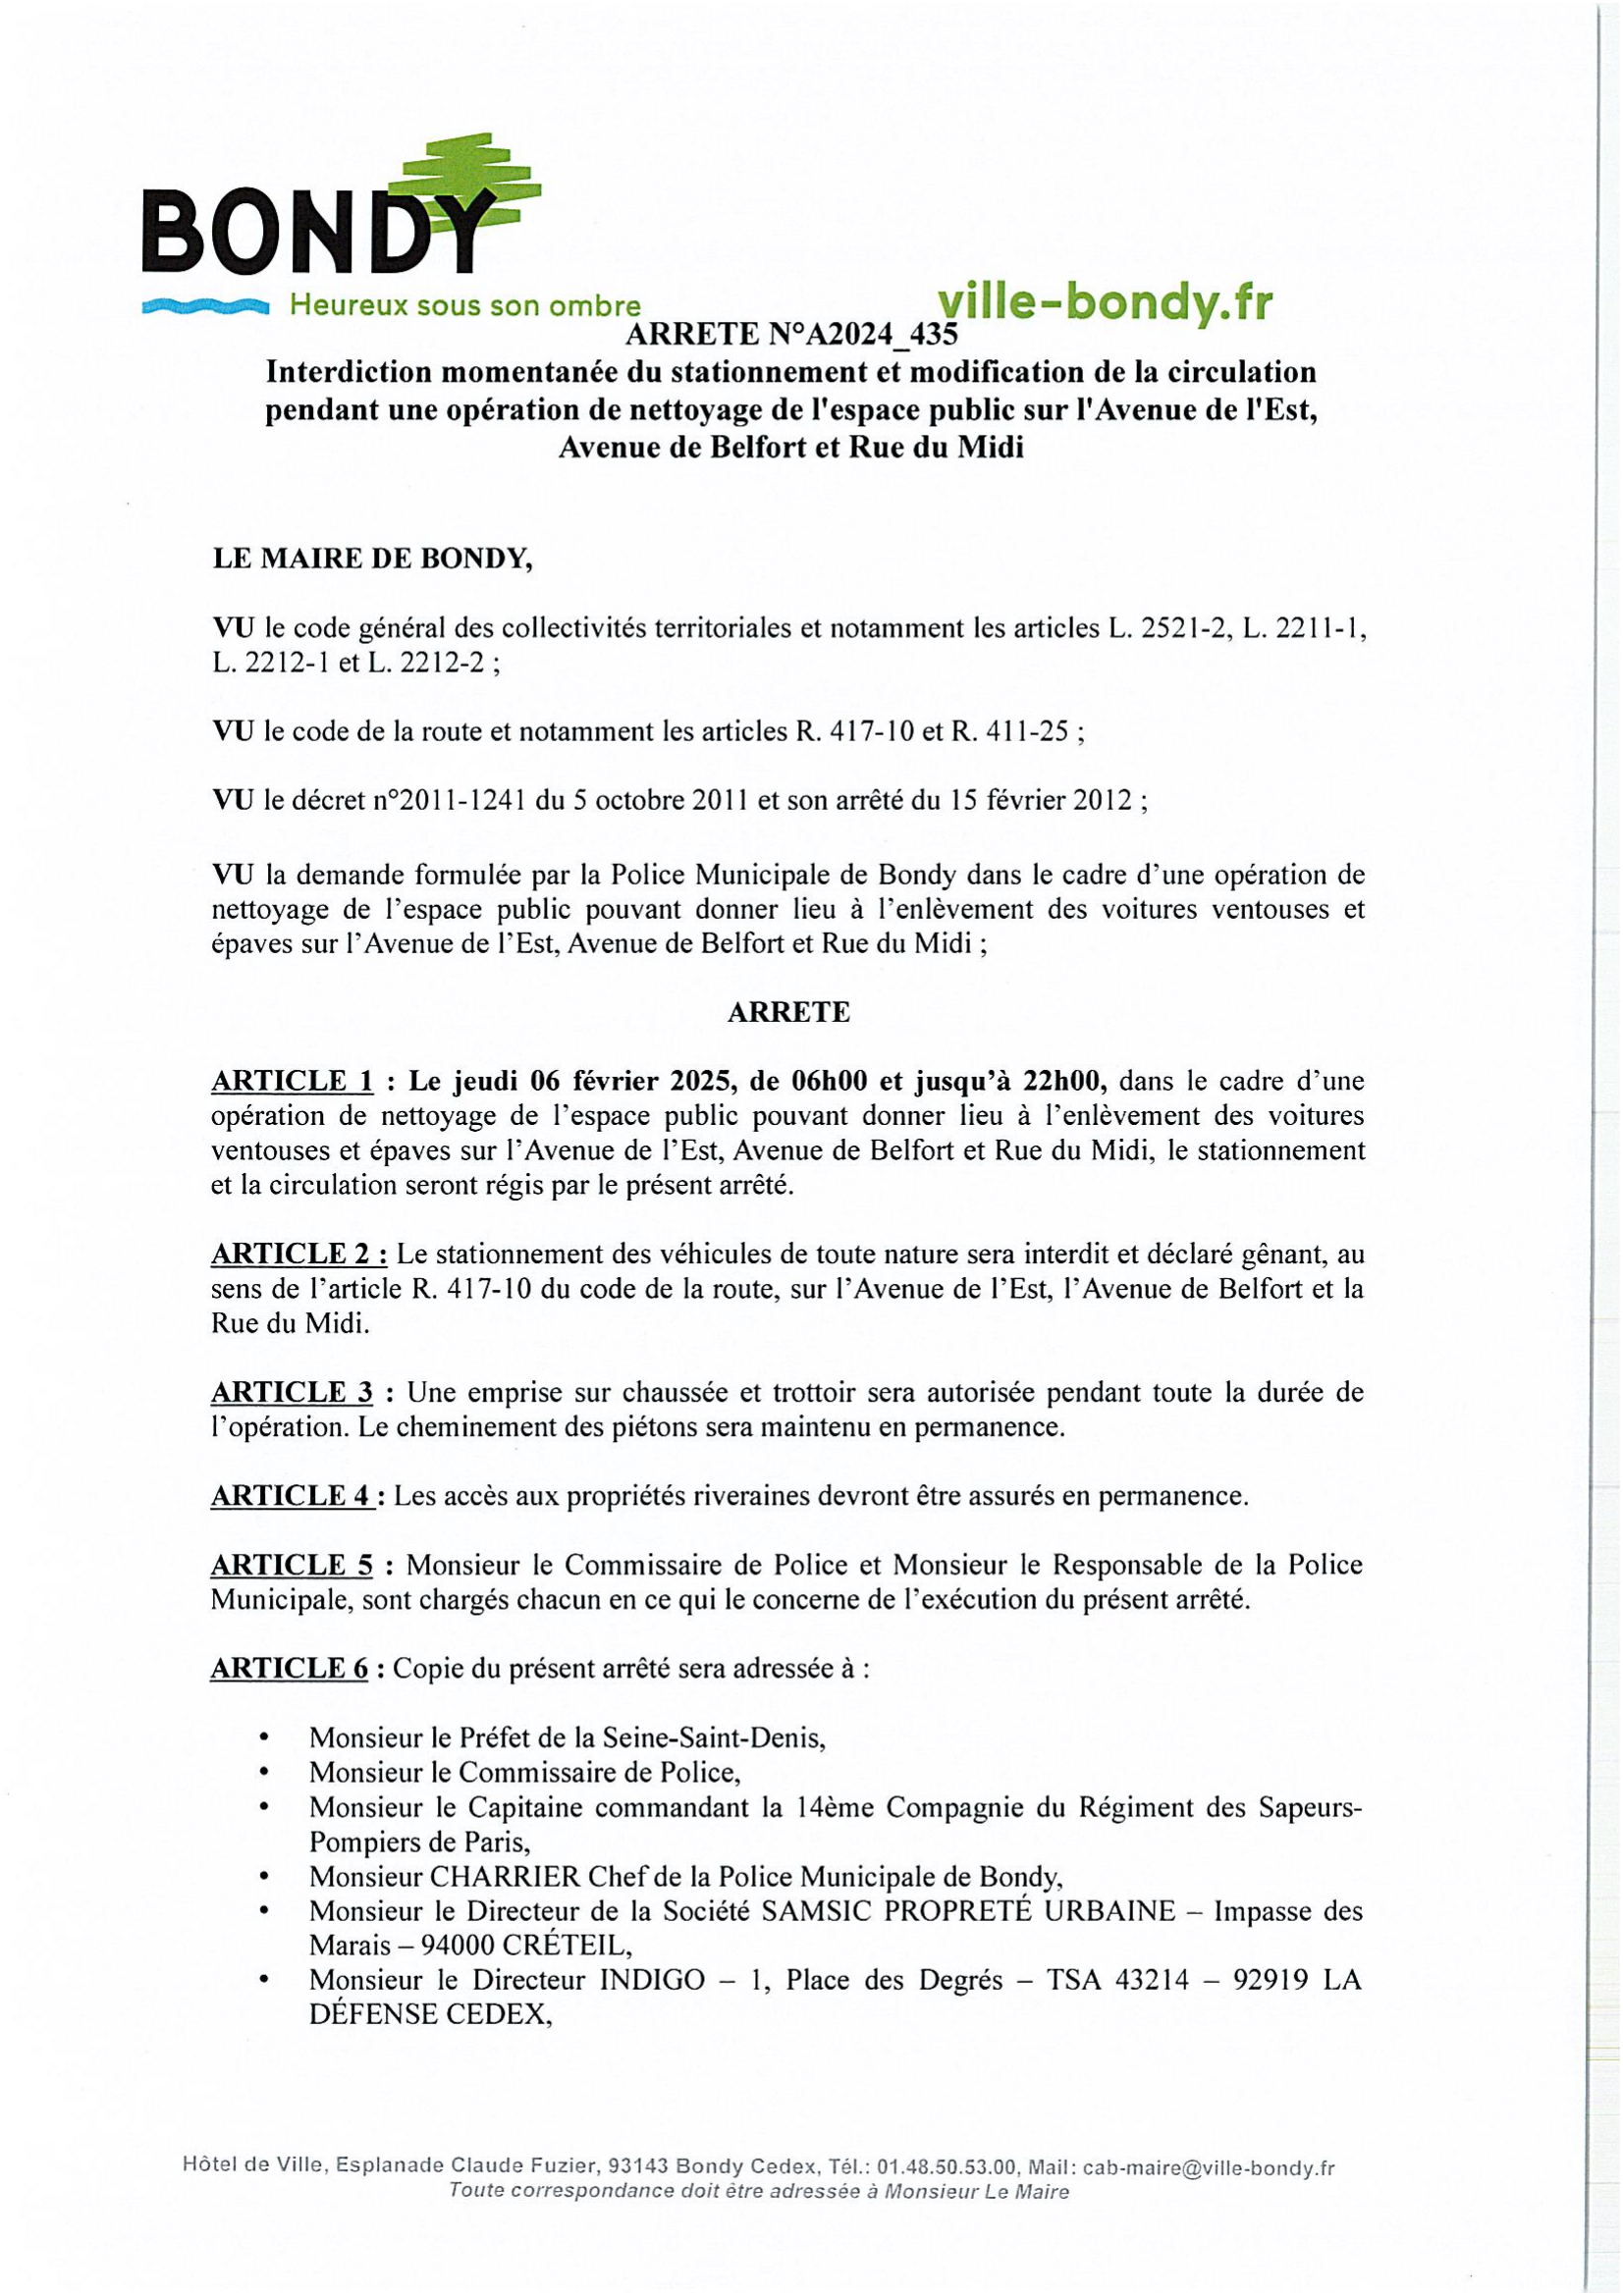 BONDY
Heureux sous son ombre
ville-bondy.fr
ARRETE N°A2024_435
Interdiction momentanée du stationnement et modification de la circulation
pendant une opération de nettoyage de l'espace public sur l'Avenue de l'Est,
Avenue de Belfort et Rue du Midi
LE MAIRE DE BONDY,
VU le code général des collectivités territoriales et notamment les articles L. 2521-2, L. 2211-1,
L. 2212-1 et L. 2212-2 ;
VU le code de la route et notamment les articles R. 417-10 et R. 411-25 ;
VU le décret n°2011-1241 du 5 octobre 2011 et son arrêté du 15 février 2012 ;
VU la demande formulée par la Police Municipale de Bondy dans le cadre d’une opération de
nettoyage de l’espace public pouvant donner lieu à l’enlèvement des voitures ventouses et
épaves sur l’Avenue de l’Est, Avenue de Belfort et Rue du Midi ;
ARRETE
ARTICLE 1 : Le jeudi 06 février 2025, de 06h00 et jusqu’à 22h00, dans le cadre d’une
opération de nettoyage de l’espace public pouvant donner lieu à l’enlèvement des voitures
ventouses et épaves sur l’Avenue de l’Est, Avenue de Belfort et Rue du Midi, le stationnement
et la circulation seront régis par le présent arrêté.
ARTICLE 2 : Le stationnement des véhicules de toute nature sera interdit et déclaré gênant, au
sens de l’article R. 417-10 du code de la route, sur l’Avenue de l’Est, l’Avenue de Belfort et la
Rue du Midi.
ARTICLE 3 : Une emprise sur chaussée et trottoir sera autorisée pendant toute la durée de
l’opération. Le cheminement des piétons sera maintenu en permanence.
ARTICLE 4 : Les accès aux propriétés riveraines devront être assurés en permanence.
ARTICLE 5 : Monsieur le Commissaire de Police et Monsieur le Responsable de la Police
Municipale, sont chargés chacun en ce qui le concerne de l’exécution du présent arrêté.
ARTICLE 6 : Copie du présent arrêté sera adressée à :
• Monsieur le Préfet de la Seine-Saint-Denis,
• Monsieur le Commissaire de Police,
• Monsieur le Capitaine commandant la 14ème Compagnie du Régiment des Sapeurs-
Pompiers de Paris,
• Monsieur CHARRIER Chef de la Police Municipale de Bondy,
• Monsieur le Directeur de la Société SAMSIC PROPRETÉ URBAINE – Impasse des
Marais – 94000 CRÉTEIL,
• Monsieur le Directeur INDIGO – 1, Place des Degrés – TSA 43214 – 92919 LA
DÉFENSE CEDEX,
Hôtel de Ville, Esplanade Claude Fuzier, 93143 Bondy Cedex, Tél.: 01.48.50.53.00, Mail: cab-maire@ville-bondy.fr
Toute correspondance doit être adressée à Monsieur Le Maire